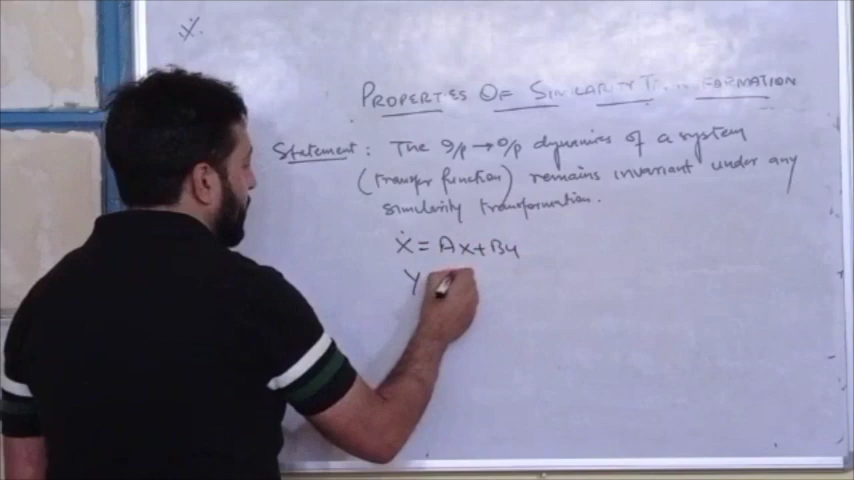 Ẋ
PROPERTIES OF SIMILARITY TRANSFORMATION
Statement : The I/p → O/p dynamics of a system
(transfer function) remains invariant under any
similarity transformation.
Ẋ = Ax + Bu
Y